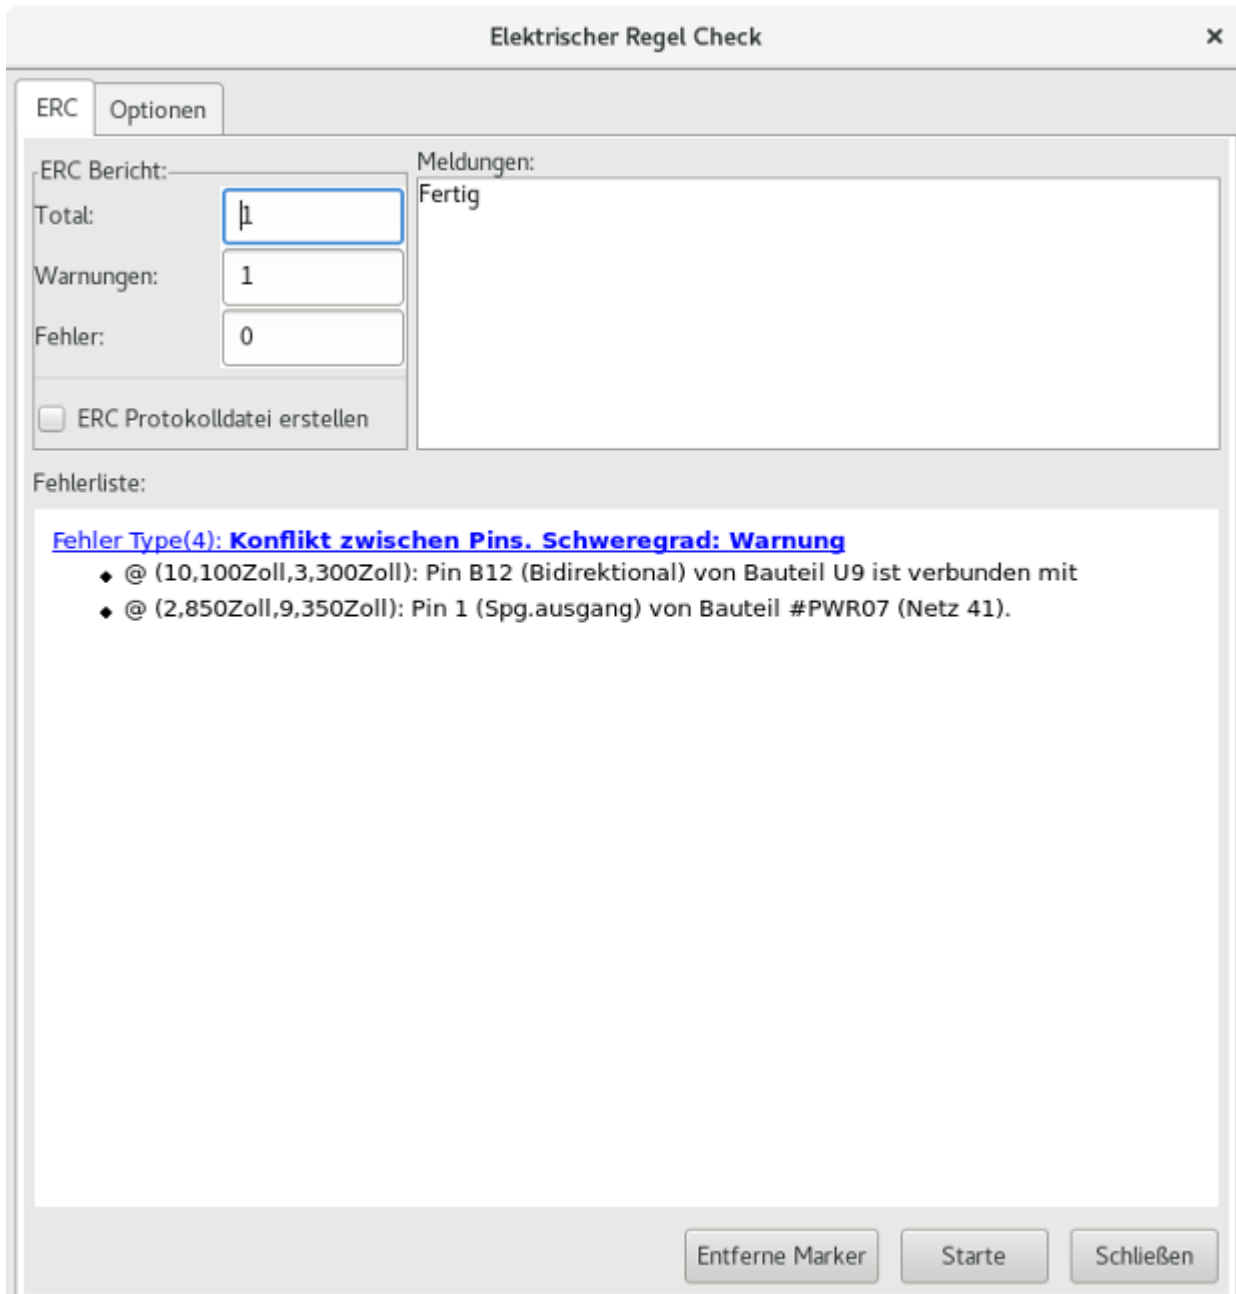 Elektrischer Regel Check
ERC
Optionen
ERC Bericht:
Total:
1
Warnungen:
1
Fehler:
0
ERC Protokolldatei erstellen
Meldungen:
Fertig
Fehlerliste:
Fehler Type(4): Konflikt zwischen Pins. Schweregrad: Warnung
@ (10,100Zoll,3,300Zoll): Pin B12 (Bidirektional) von Bauteil U9 ist verbunden mit
@ (2,850Zoll,9,350Zoll): Pin 1 (Spg.ausgang) von Bauteil #PWR07 (Netz 41).
Entferne Marker
Starte
Schließen